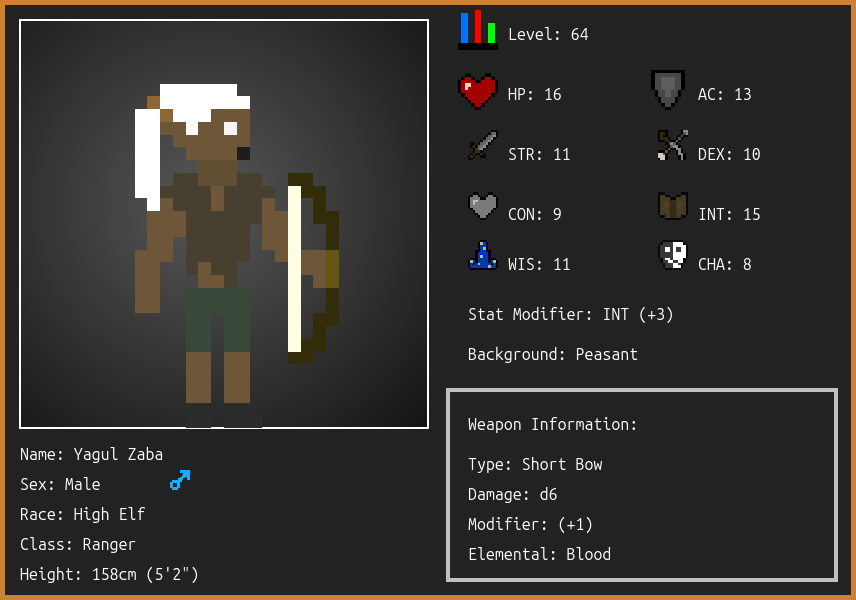 Level: 64
HP: 16
AC: 13
STR: 11
DEX: 10
CON: 9
INT: 15
WIS: 11
CHA: 8
Stat Modifier: INT (+3)
Background: Peasant
Weapon Information:
Type: Short Bow
Damage: d6
Modifier: (+1)
Elemental: Blood
Name: Yagul Zaba
Sex: Male
Race: High Elf
Class: Ranger
Height: 158cm (5'2")